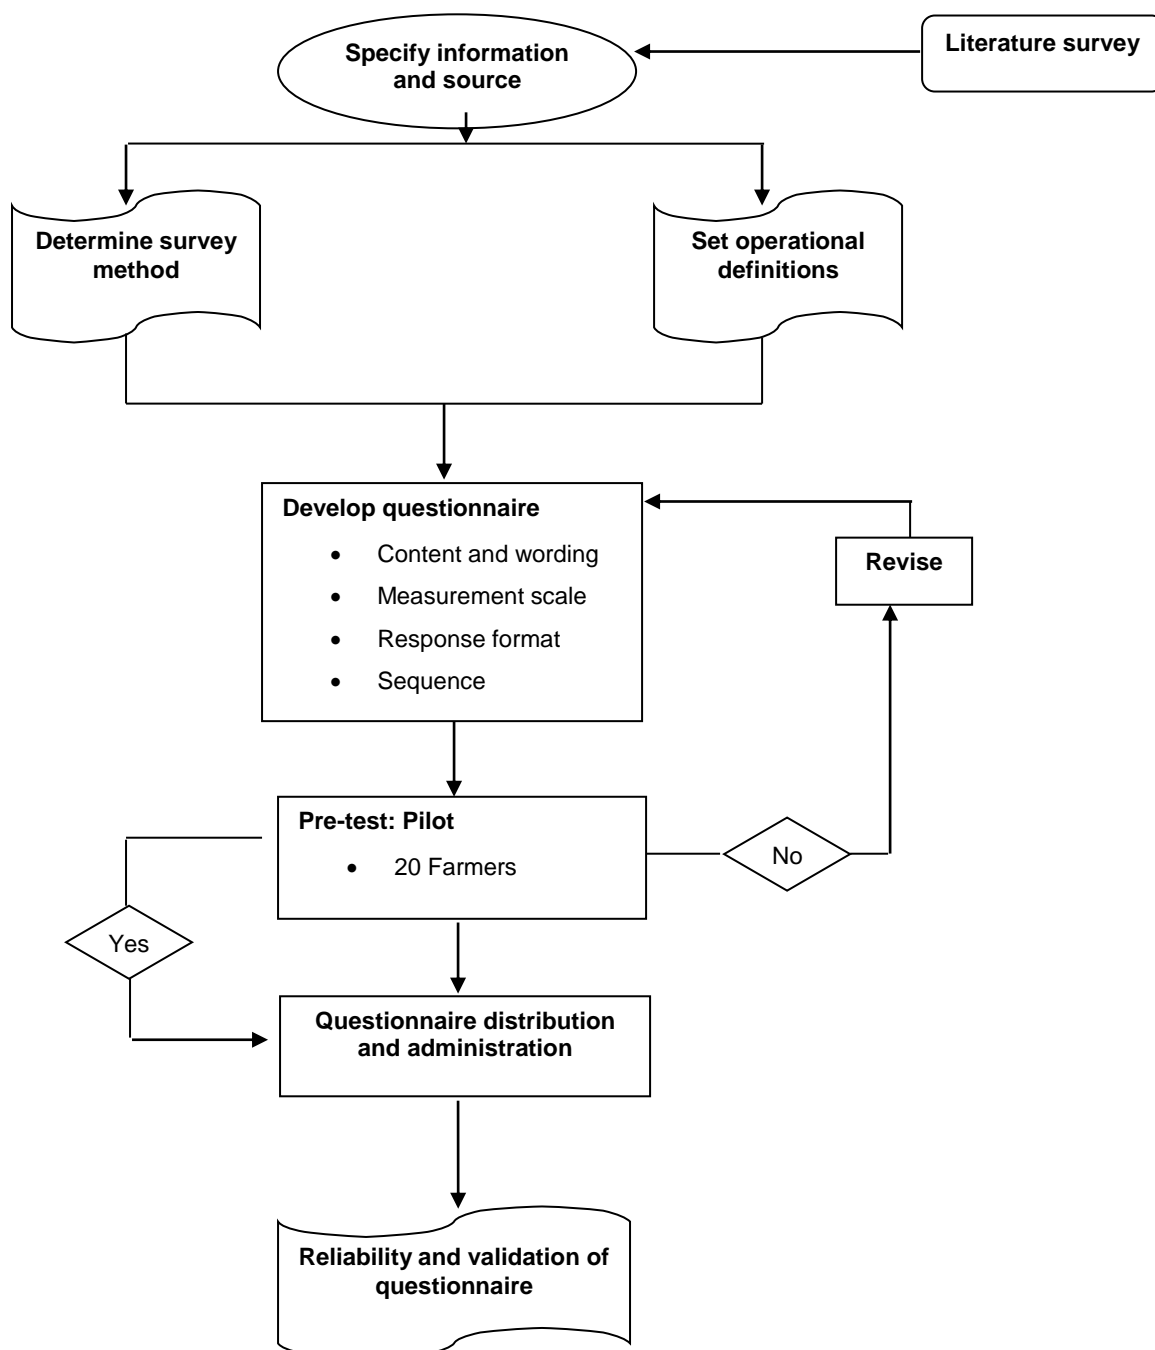 Specify information
and source
Literature survey
Determine survey
method
Set operational
definitions
Develop questionnaire
• Content and wording
• Measurement scale
• Response format
• Sequence
Revise
Pre-test: Pilot
• 20 Farmers
No
Yes
Questionnaire distribution
and administration
Reliability and validation of
questionnaire